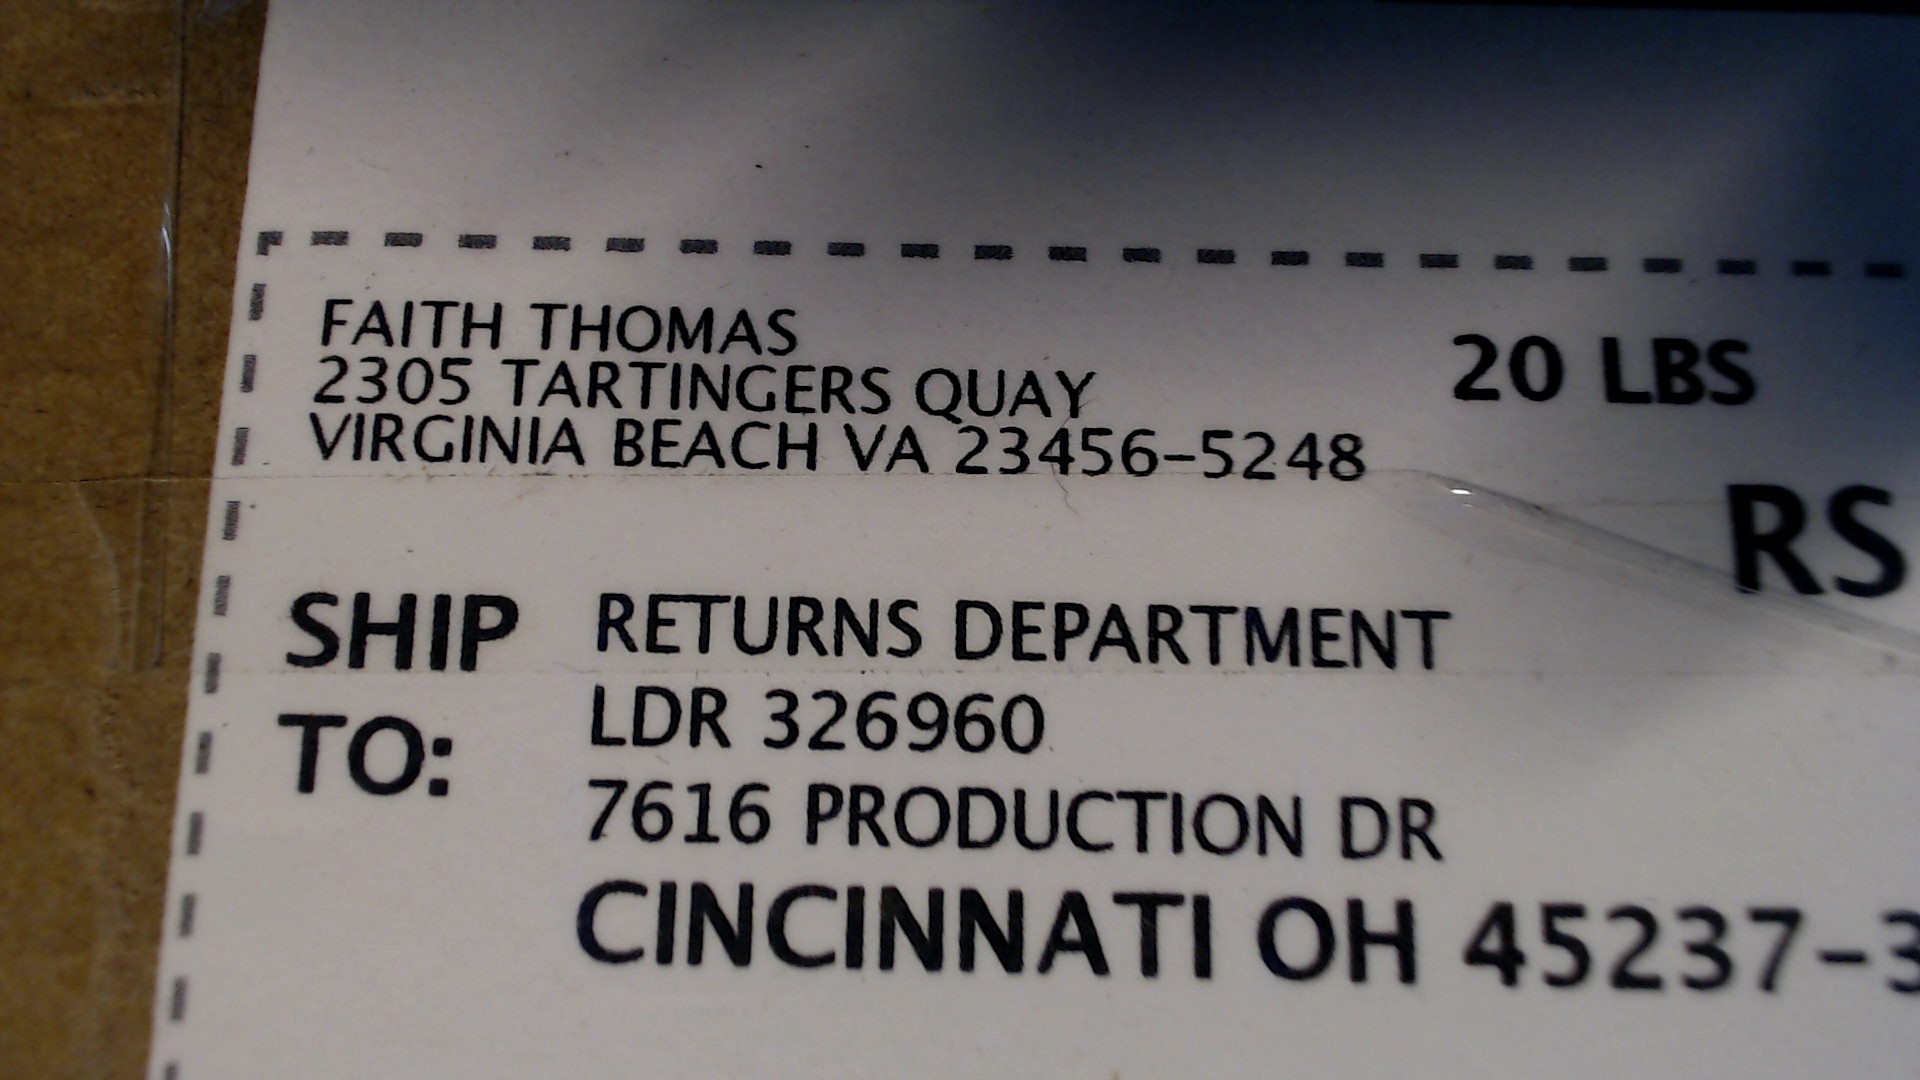 FAITH THOMAS
2305 TARTINGERS QUAY
VIRGINIA BEACH VA 23456-5248
20 LBS
RS
SHIP TO:
RETURNS DEPARTMENT
LDR 326960
7616 PRODUCTION DR
CINCINNATI OH 45237-3